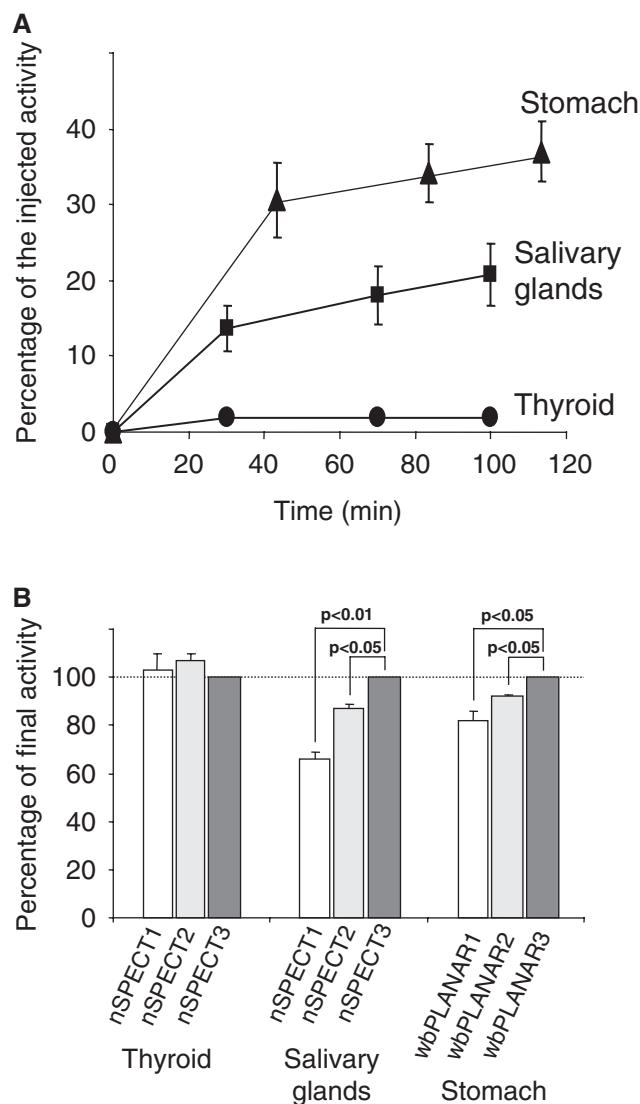 A
Percentage of the injected activity
40
30
20
10
0
0 20 40 60 80 100 120
Time (min)
Stomach
Salivary
glands
Thyroid
B
Percentage of final activity
100
80
60
40
20
0
p<0.01
p<0.05
p<0.05
p<0.05
nSPECT1
nSPECT2
nSPECT3
nSPECT1
nSPECT2
nSPECT3
wbPLANAR1
wbPLANAR2
wbPLANAR3
Thyroid
Salivary
glands
Stomach